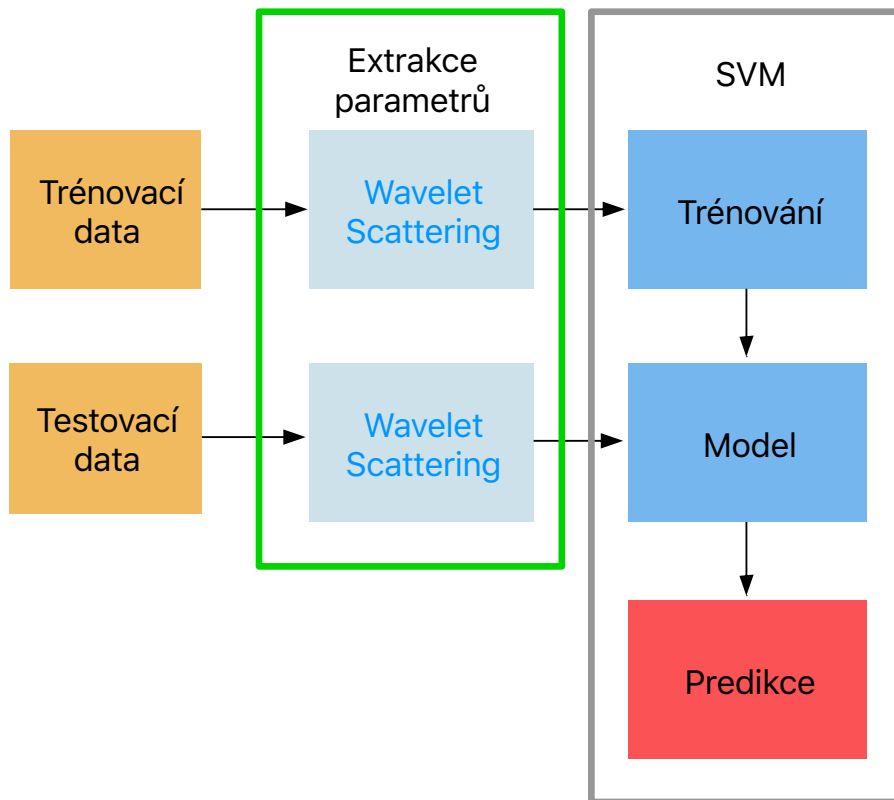 Extrakce
parametrů
SVM
Trénovací
data
Wavelet
Scattering
Trénování
Testovací
data
Wavelet
Scattering
Model
Predikce